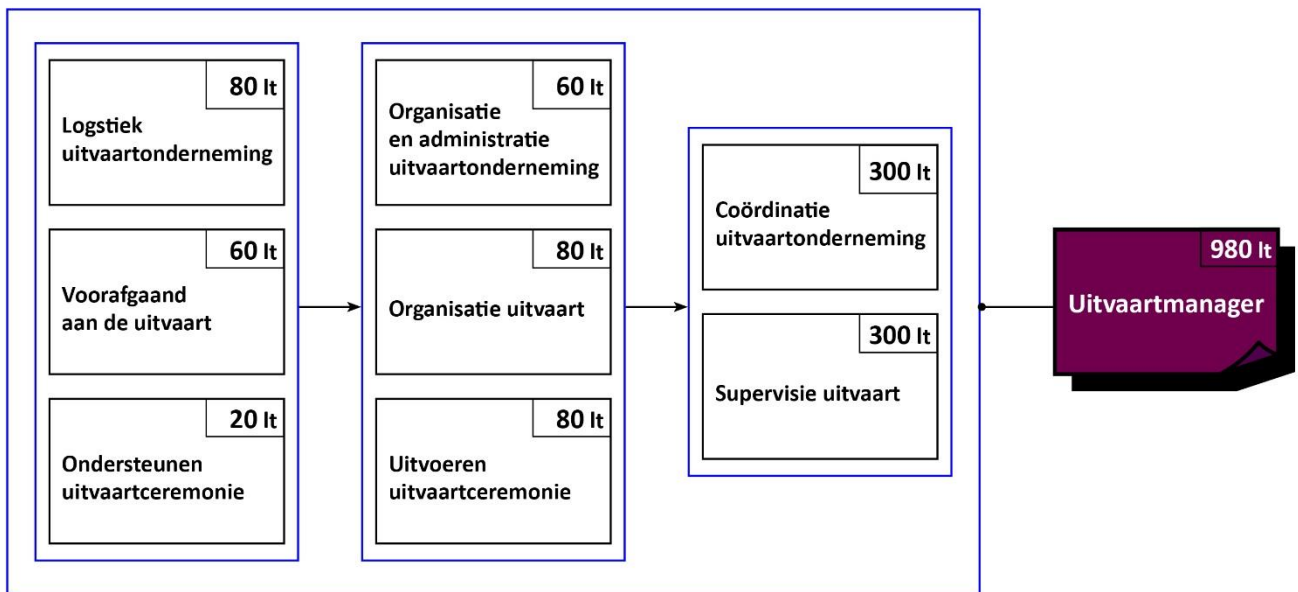 80 lt
Logstiek
uitvaartonderneming
60 lt
Voorafgaand
aan de uitvaart
20 lt
Ondersteunen
uitvaartceremonie
60 lt
Organisatie
en administratie
uitvaartonderneming
80 lt
Organisatie uitvaart
80 lt
Uitvoeren
uitvaartceremonie
300 lt
Coördinatie
uitvaartonderneming
300 lt
Supervisie uitvaart
980 lt
Uitvaartmanager